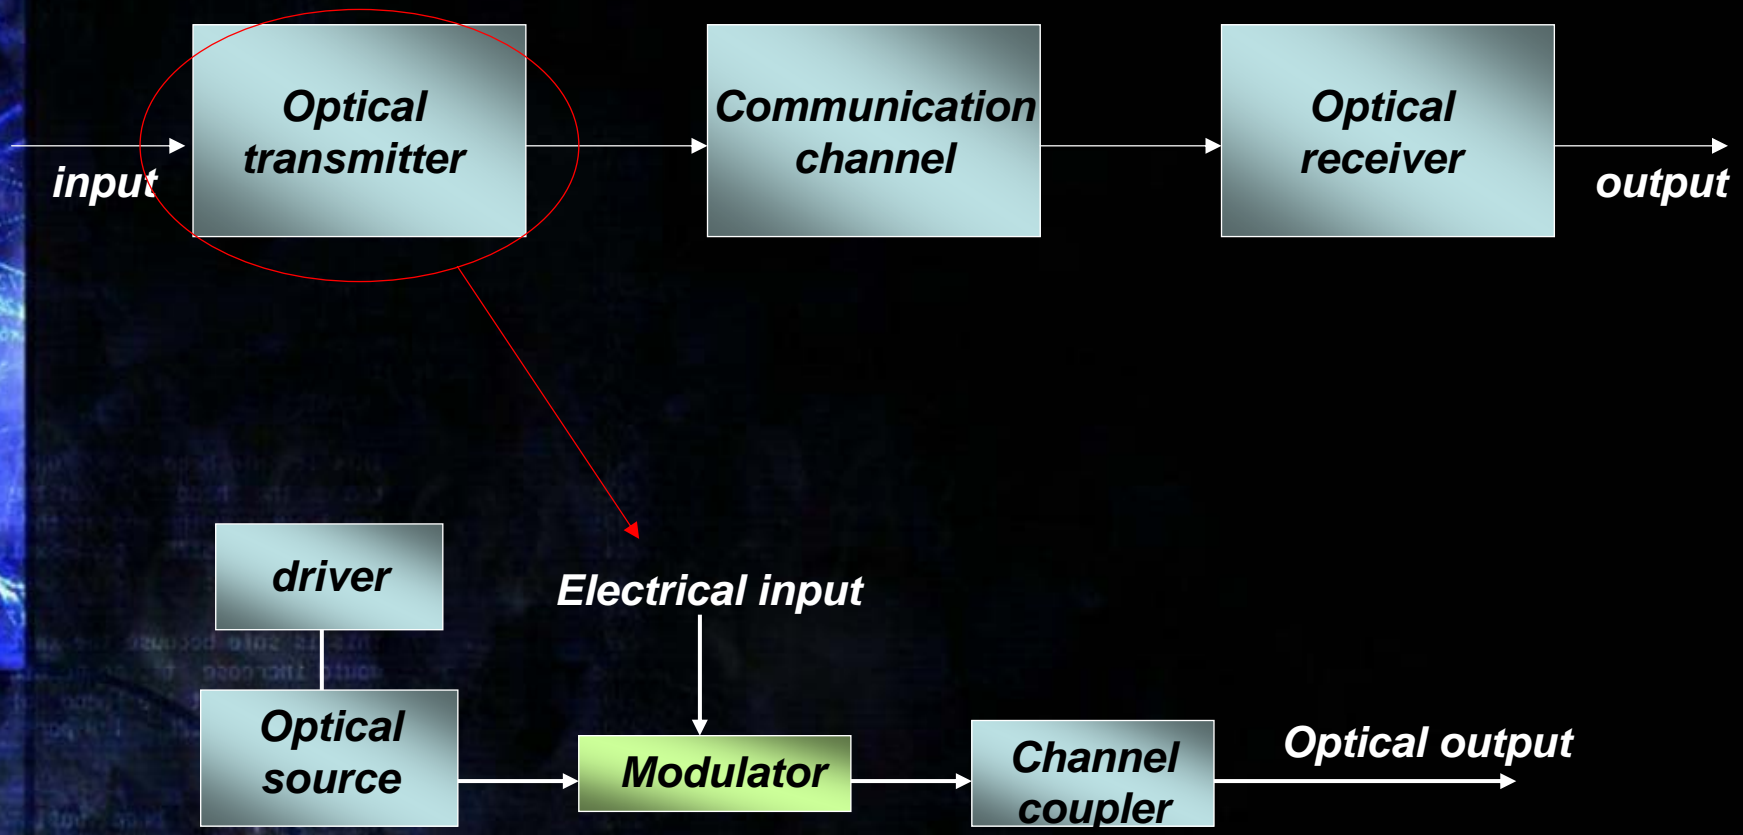 Optical
transmitter
Communication
channel
Optical
receiver
input
output
driver
Electrical input
Optical
source
Modulator
Channel
coupler
Optical output